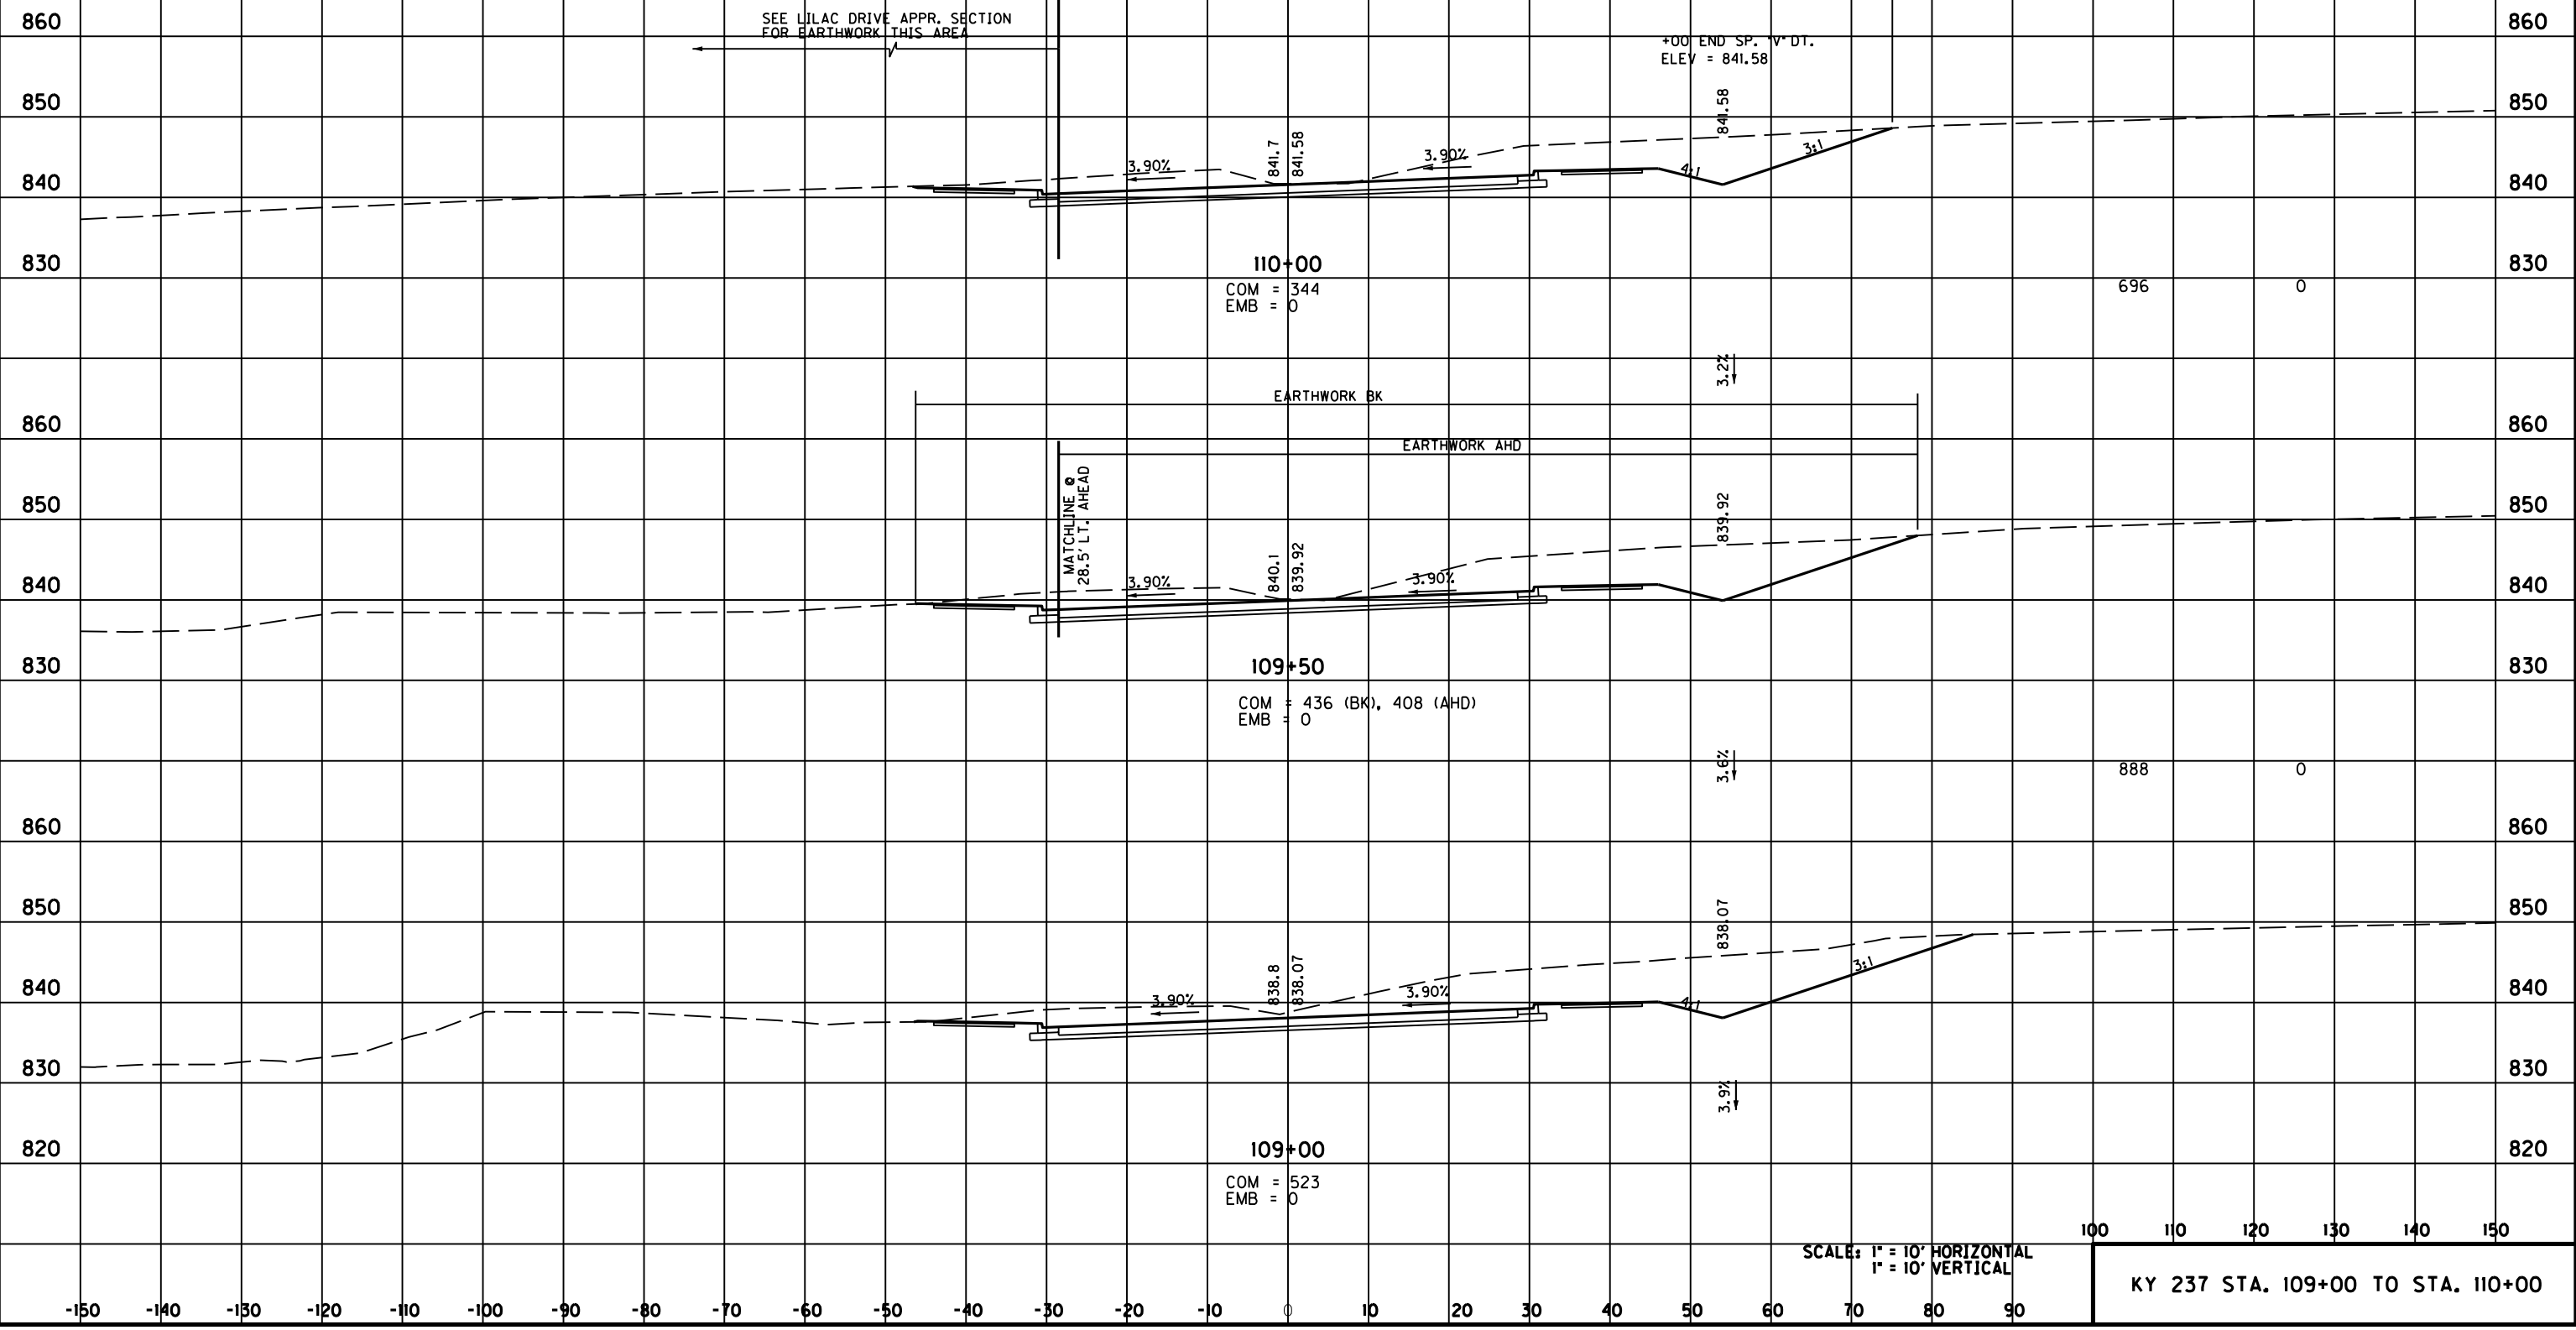 860 860
SEE LILAC DRIVE APPR. SECTION
FOR EARTHWORK THIS AREA
+00 END SP. "V" DT.
ELEV = 841.58
850 850
841.58
841.7
841.58
3.90%
3.90%
4:1
3:1
840 840
830 830
110+00
COM = 344
EMB = 0
696 0
3.2%
EARTHWORK BK
860 860
EARTHWORK AHD
MATCHLINE @
28.5' LT. AHEAD
850 850
839.92
840.1
839.92
3.90%
3.90%
840 840
830 830
109+50
COM = 436 (BK), 408 (AHD)
EMB = 0
3.6%
888 0
860 860
850 850
838.07
838.8
838.07
3.90%
3.90%
4:1
3:1
840 840
830 830
3.9%
820 820
109+00
COM = 523
EMB = 0
100 110 120 130 140 150
SCALE: 1" = 10' HORIZONTAL
1" = 10' VERTICAL
KY 237 STA. 109+00 TO STA. 110+00
-150 -140 -130 -120 -110 -100 -90 -80 -70 -60 -50 -40 -30 -20 -10 0 10 20 30 40 50 60 70 80 90